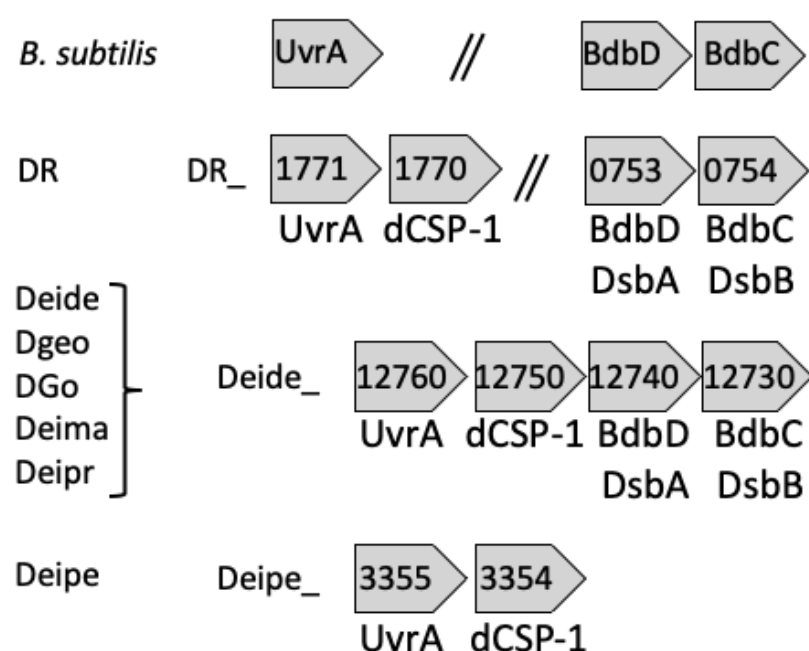 B. subtilis UvrA // BdbD BdbC
DR DR_ 1771 1770 // 0753 0754
UvrA dCSP-1 BdbD BdbC
DsbA DsbB
Deide
Dgeo
DGo
Deima
Deipr
Deide_ 12760 12750 12740 12730
UvrA dCSP-1 BdbD BdbC
DsbA DsbB
Deipe Deipe_ 3355 3354
UvrA dCSP-1